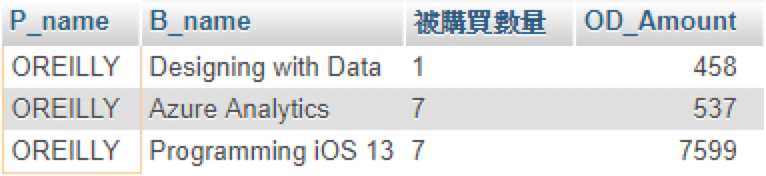 P_name B_name 被購買數量 OD_Amount
OREILLY Designing with Data 1 458
OREILLY Azure Analytics 7 537
OREILLY Programming iOS 13 7 7599